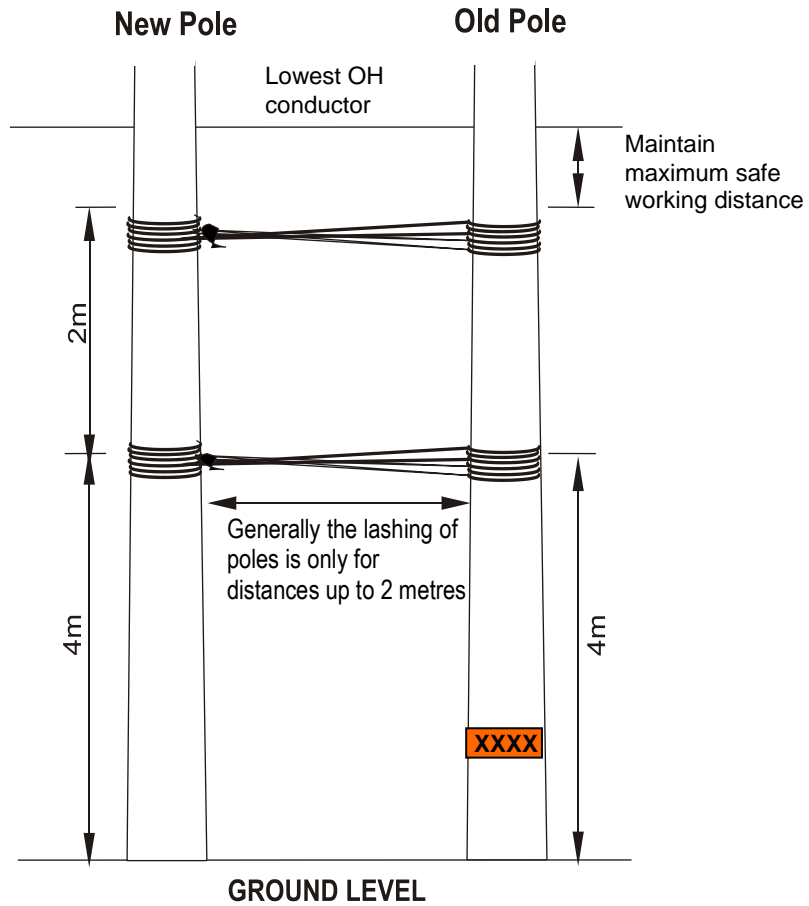 New Pole
Old Pole
Lowest OH
conductor
Maintain
maximum safe
working distance
2m
Generally the lashing of
poles is only for
distances up to 2 metres
4m
4m
XXXX
GROUND LEVEL